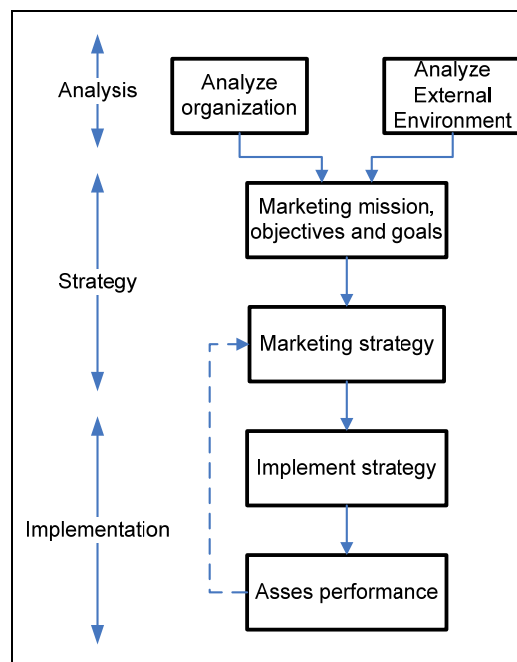 Analysis
Analyze
organization
Analyze
External
Environment
Strategy
Marketing mission,
objectives and goals
Marketing strategy
Implementation
Implement strategy
Asses performance